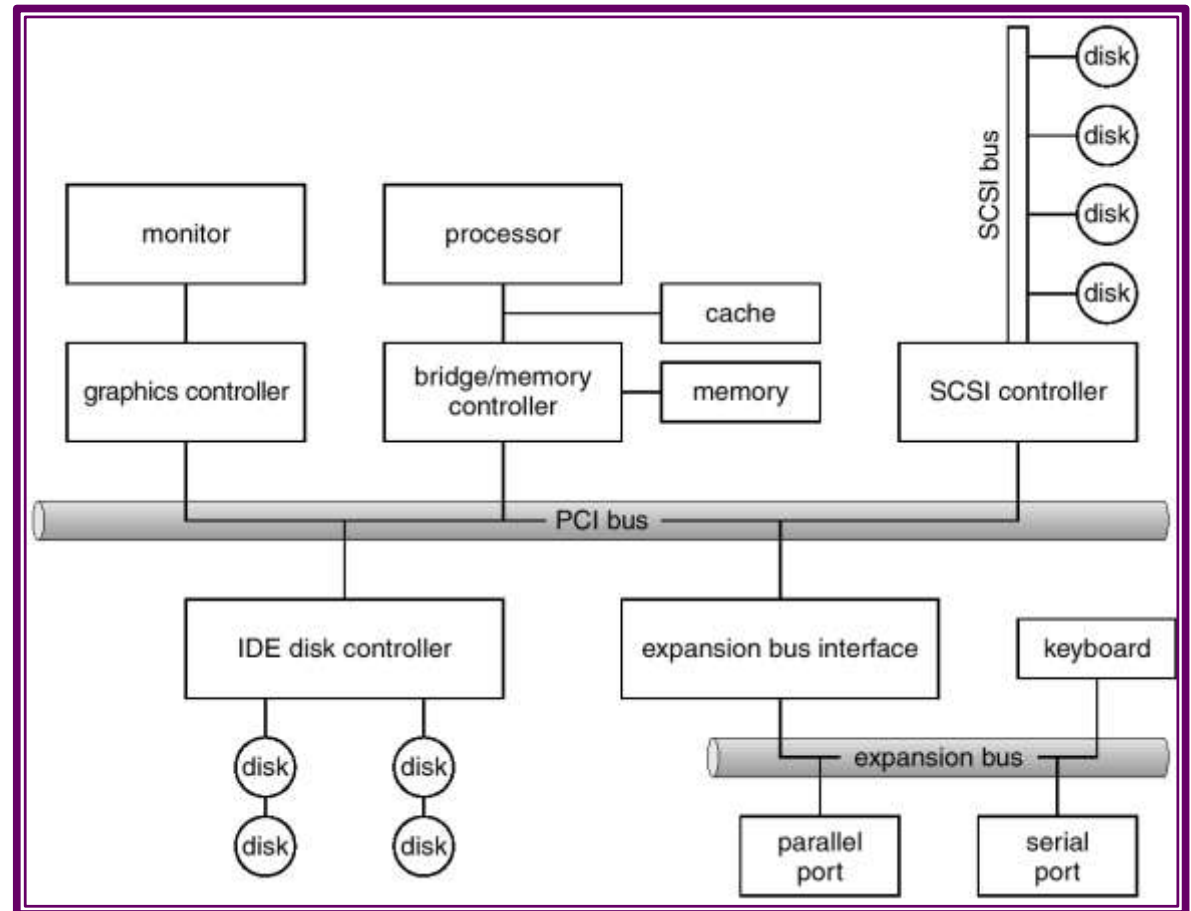 disk
disk
disk
disk
SCSI bus
monitor
processor
cache
graphics controller
bridge/memory
controller
memory
SCSI controller
PCI bus
IDE disk controller
expansion bus interface
keyboard
disk
disk
expansion bus
disk
disk
parallel
port
serial
port